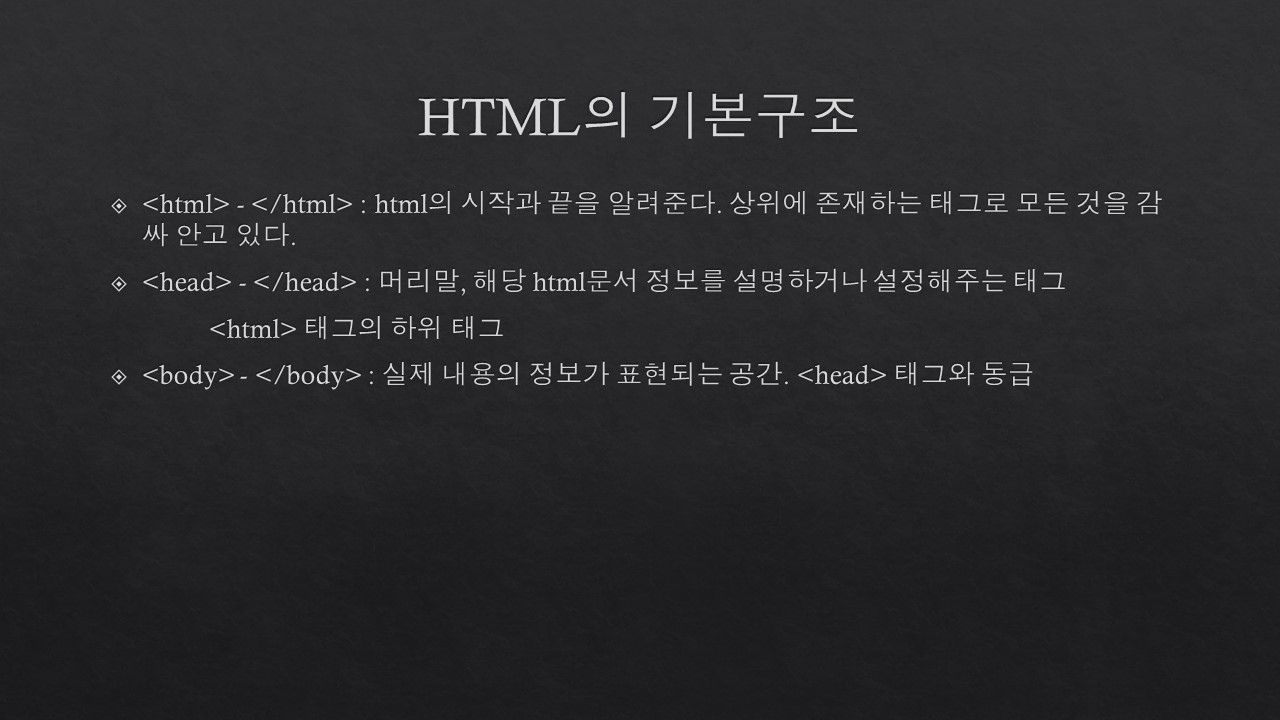 HTML의 기본구조
<html> - </html> : html의 시작과 끝을 알려준다. 상위에 존재하는 태그로 모든 것을 감
싸 안고 있다.
<head> - </head> : 머리말, 해당 html문서 정보를 설명하거나 설정해주는 태그
<html> 태그의 하위 태그
<body> - </body> : 실제 내용의 정보가 표현되는 공간. <head> 태그와 동급